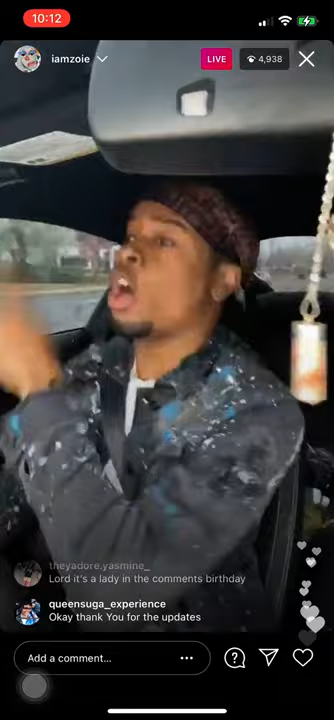 10:12
iamzoie
LIVE
4,938
theyadore.yasmine_
Lord it's a lady in the comments birthday
queensuga_experience
Okay thank You for the updates
Add a comment...